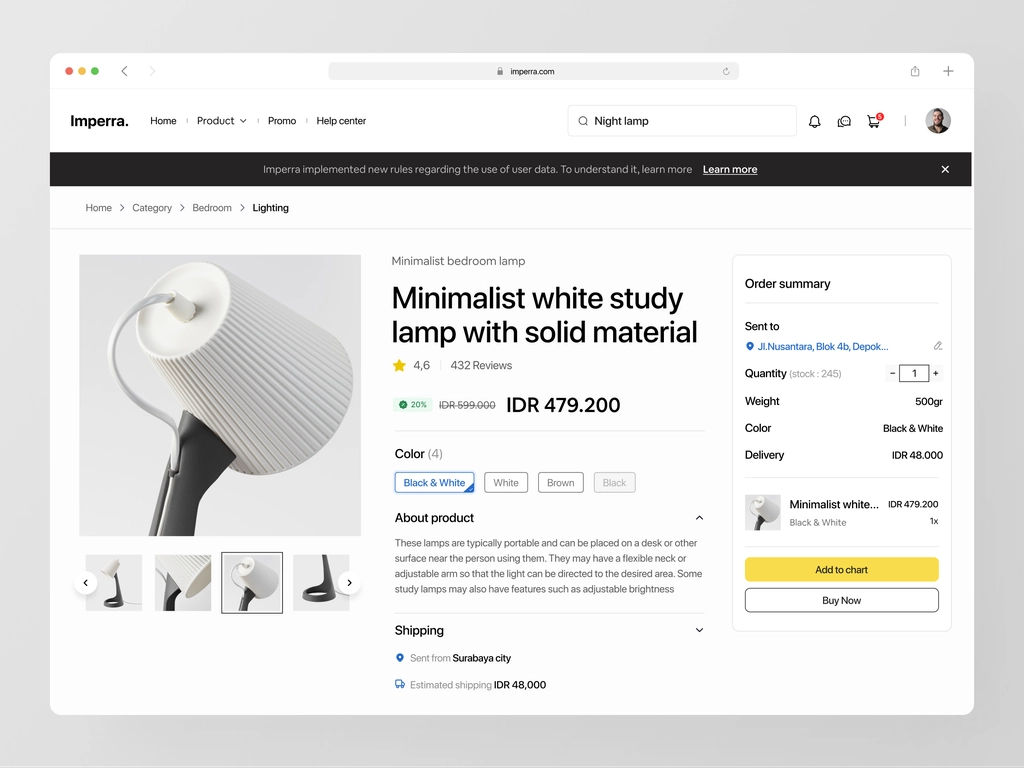 imperra.com
Imperra.
Home
Product
Promo
Help center
Night lamp
5
Imperra implemented new rules regarding the use of user data. To understand it, learn more Learn more
Home > Category > Bedroom > Lighting
Minimalist bedroom lamp
Minimalist white study
lamp with solid material
4,6
432 Reviews
20% IDR 599.000 IDR 479.200
Color (4)
Black & White
White
Brown
Black
About product
These lamps are typically portable and can be placed on a desk or other
surface near the person using them. They may have a flexible neck or
adjustable arm so that the light can be directed to the desired area. Some
study lamps may also have features such as adjustable brightness
Shipping
Sent from Surabaya city
Estimated shipping IDR 48,000
Order summary
Sent to
Jl.Nusantara, Blok 4b, Depok...
Quantity (stock : 245) - 1 +
Weight 500gr
Color Black & White
Delivery IDR 48.000
Minimalist white... IDR 479.200
Black & White 1x
Add to chart
Buy Now